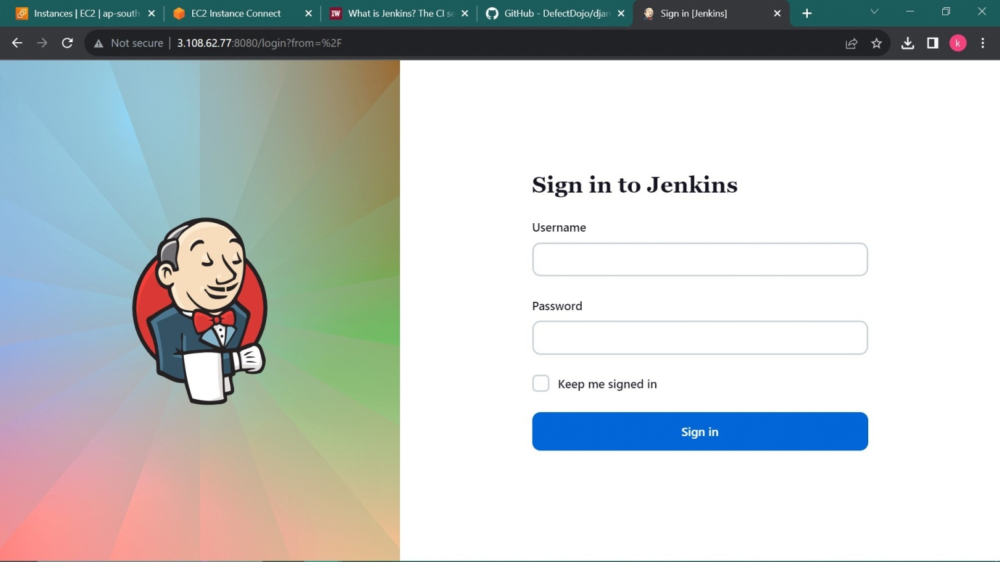 Instances | EC2 | ap-south
EC2 Instance Connect
IW
What is Jenkins? The CI se
GitHub - DefectDojo/djan
Sign in [Jenkins]
Not secure
3.108.62.77:8080/login?from=%2F
k
Sign in to Jenkins
Username
Password
Keep me signed in
Sign in